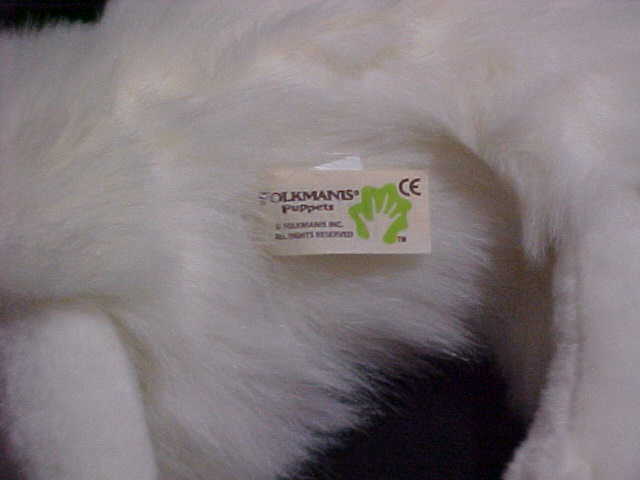 FOLKMANIS® CE
Puppets
© FOLKMANIS INC.
ALL RIGHTS RESERVED
TM